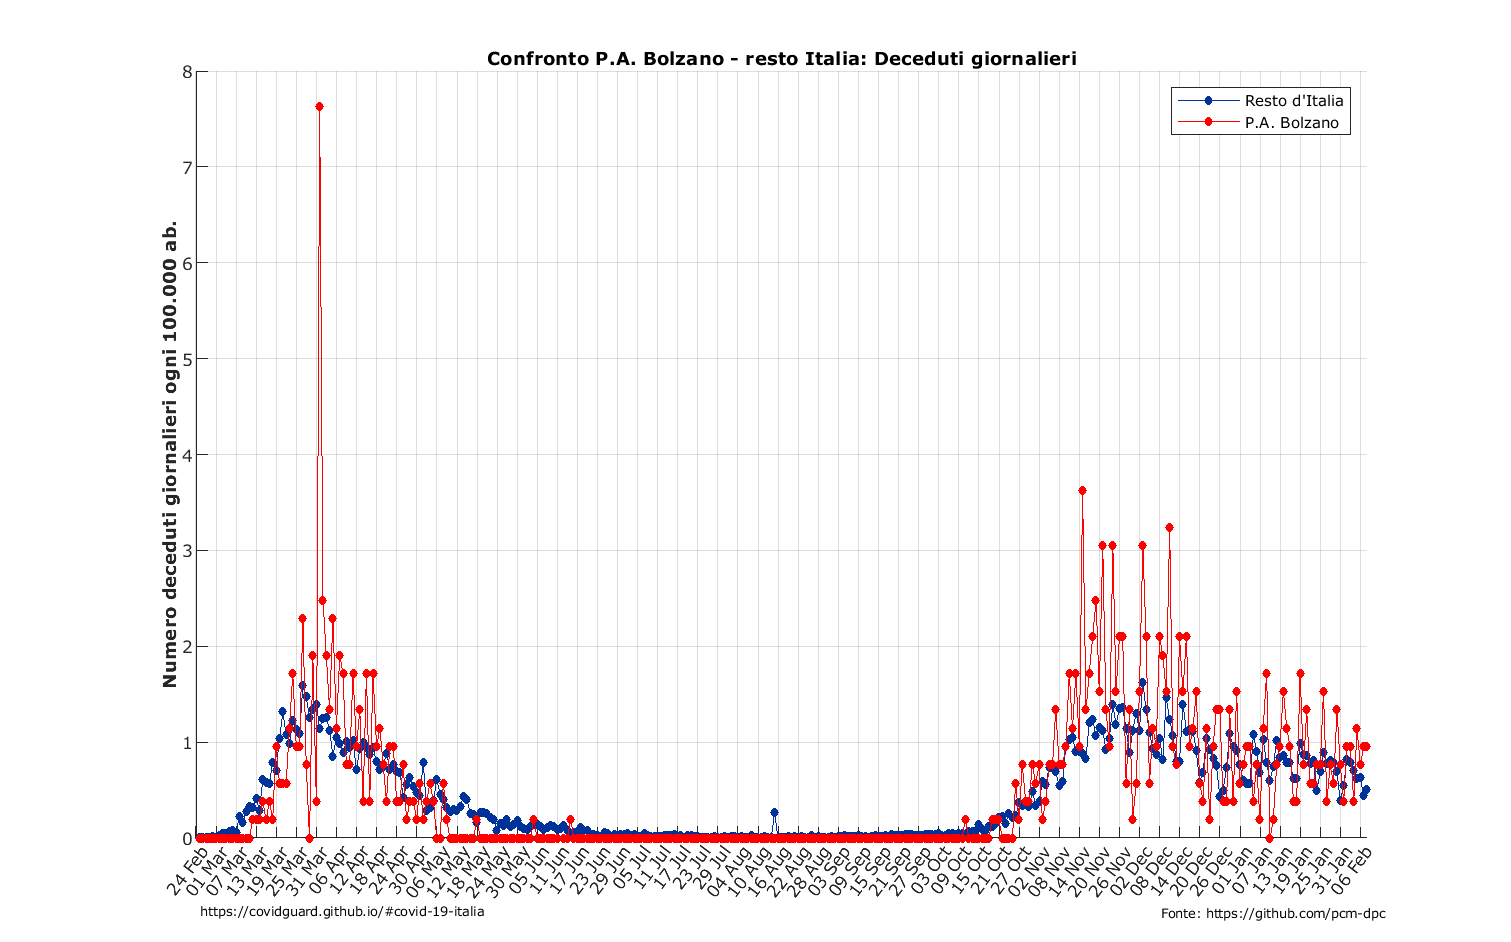 Confronto P.A. Bolzano - resto Italia: Deceduti giornalieri
Resto d'Italia
P.A. Bolzano
Numero deceduti giornalieri ogni 100.000 ab.
8
7
6
5
4
3
2
1
0
24 Feb
01 Mar
07 Mar
13 Mar
19 Mar
25 Mar
31 Mar
06 Apr
12 Apr
18 Apr
24 Apr
30 Apr
06 May
12 May
18 May
24 May
30 May
05 Jun
11 Jun
17 Jun
23 Jun
29 Jun
05 Jul
11 Jul
17 Jul
23 Jul
29 Jul
04 Aug
10 Aug
16 Aug
22 Aug
28 Aug
03 Sep
09 Sep
15 Sep
21 Sep
27 Sep
03 Oct
09 Oct
15 Oct
21 Oct
27 Oct
02 Nov
08 Nov
14 Nov
20 Nov
26 Nov
02 Dec
08 Dec
14 Dec
20 Dec
26 Dec
01 Jan
07 Jan
13 Jan
19 Jan
25 Jan
31 Jan
06 Feb
https://covidguard.github.io/#covid-19-italia
Fonte: https://github.com/pcm-dpc